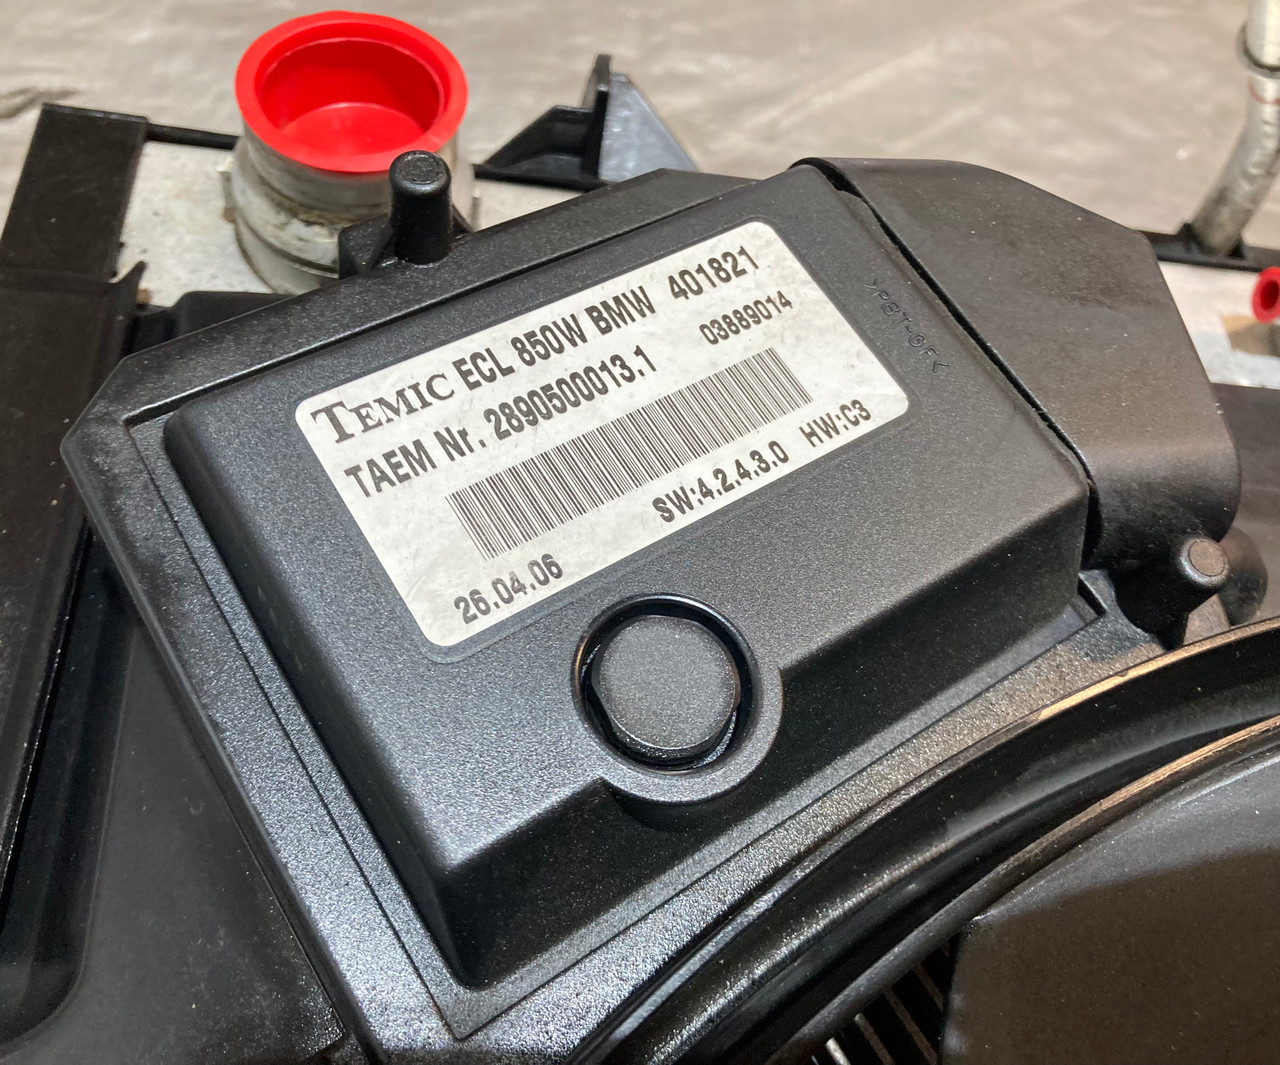 TEMIC ECL 850W BMW 401821
TAEM Nr. 2890500013.1 03889014
SW:4.2.4.3.0 HW:C3
26.04.06